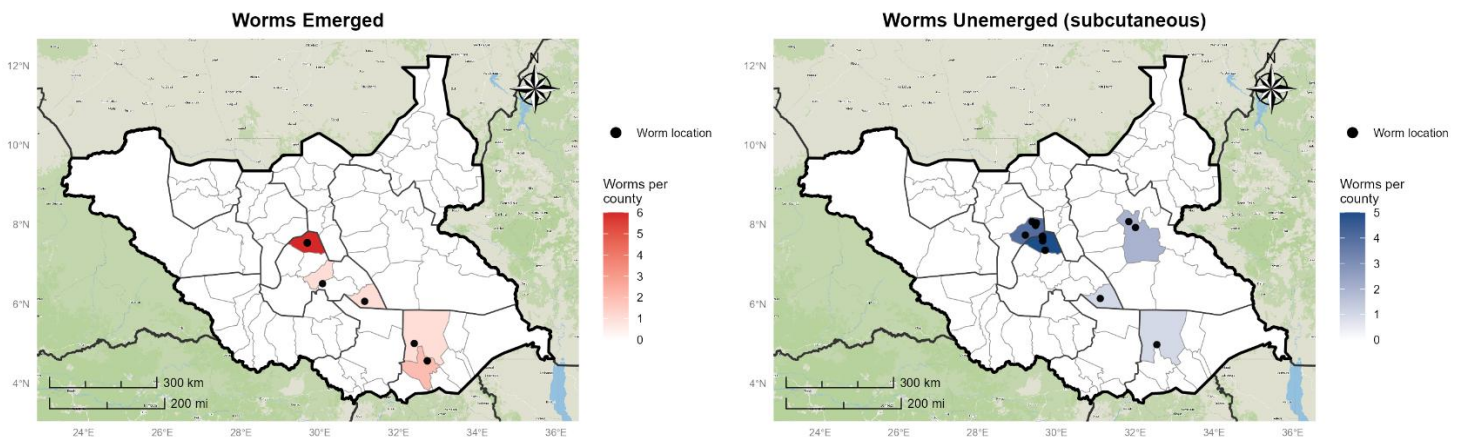 Worms Emerged
12°N
10°N
8°N
6°N
4°N
N
300 km
200 mi
24°E
26°E
28°E
30°E
32°E
34°E
36°E
Worm location
Worms per
county
6
5
4
3
2
1
0
Worms Unemerged (subcutaneous)
12°N
10°N
8°N
6°N
4°N
N
300 km
200 mi
24°E
26°E
28°E
30°E
32°E
34°E
36°E
Worm location
Worms per
county
5
4
3
2
1
0